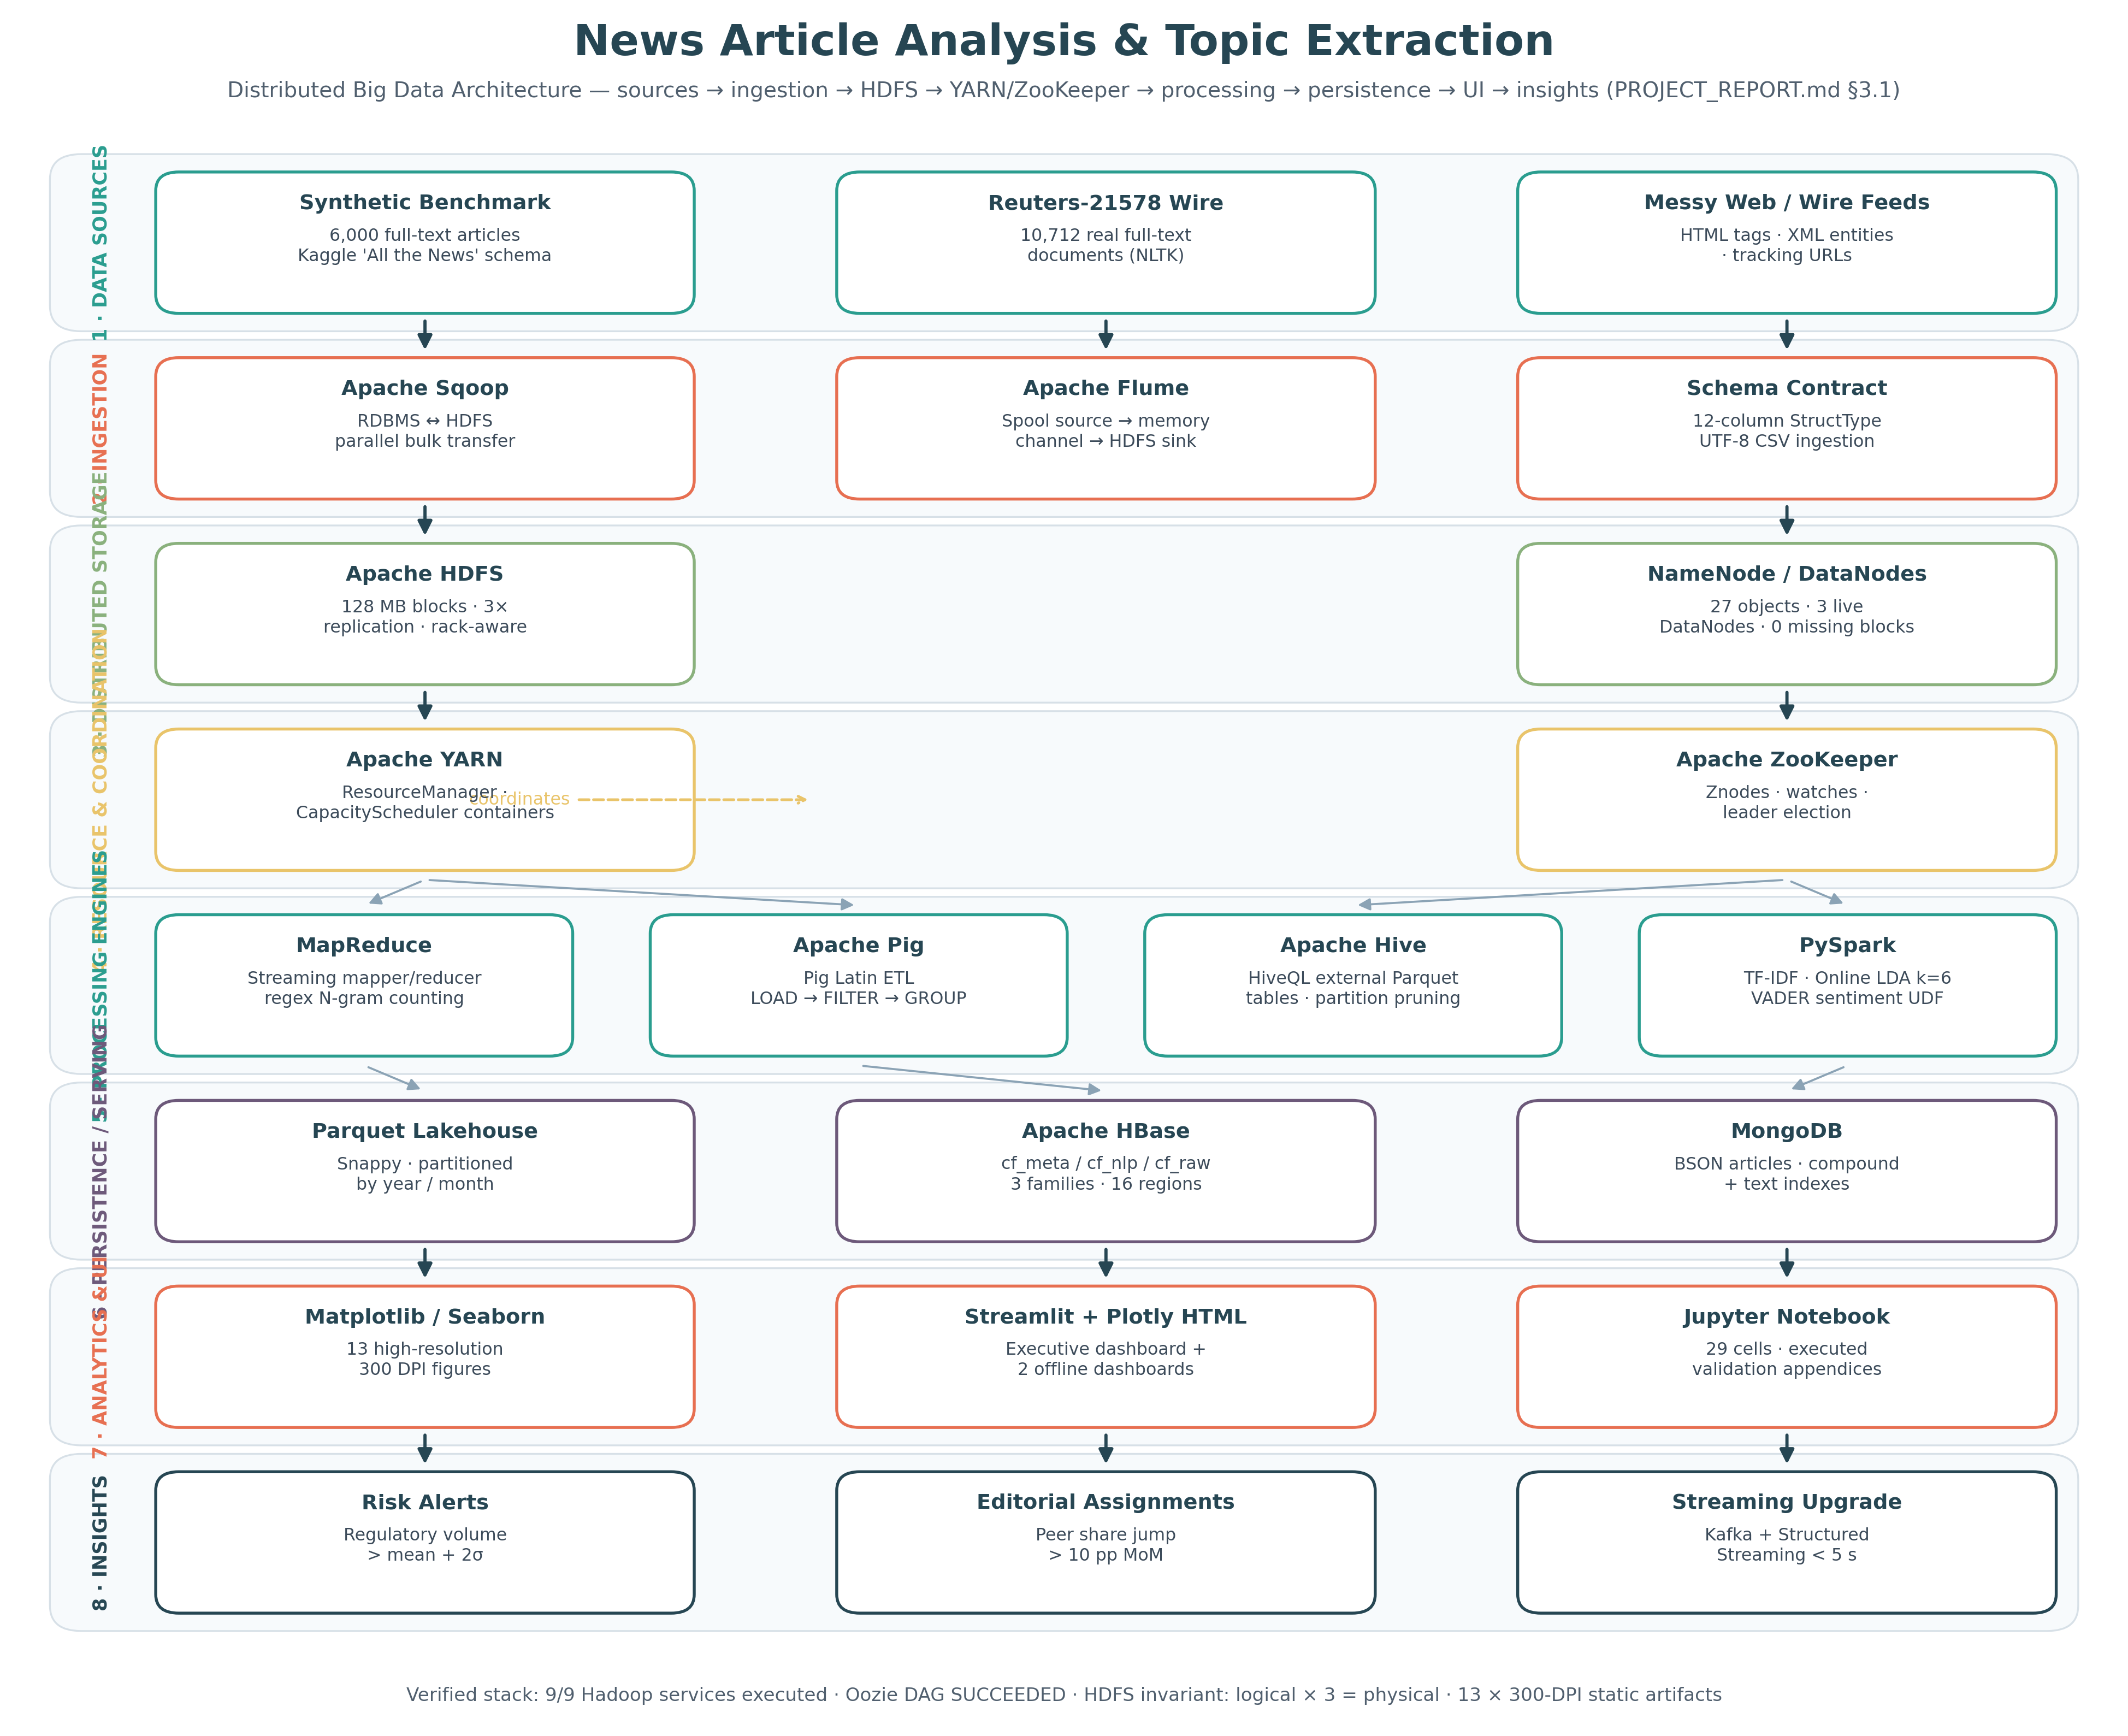 News Article Analysis & Topic Extraction
Distributed Big Data Architecture — sources → ingestion → HDFS → YARN/ZooKeeper → processing → persistence → UI → insights (PROJECT_REPORT.md §3.1)
1 · DATA SOURCES
Synthetic Benchmark
6,000 full-text articles
Kaggle 'All the News' schema
Reuters-21578 Wire
10,712 real full-text
documents (NLTK)
Messy Web / Wire Feeds
HTML tags · XML entities
· tracking URLs
2 · INGESTION
Apache Sqoop
RDBMS ↔ HDFS
parallel bulk transfer
Apache Flume
Spool source → memory
channel → HDFS sink
Schema Contract
12-column StructType
UTF-8 CSV ingestion
3 · DISTRIBUTED STORAGE
Apache HDFS
128 MB blocks · 3×
replication · rack-aware
NameNode / DataNodes
27 objects · 3 live
DataNodes · 0 missing blocks
& COORDINATION
Apache YARN
ResourceManager ·
CapacityScheduler containers
coordinates
Apache ZooKeeper
Znodes · watches ·
leader election
5 · PROCESSING ENGINES
MapReduce
Streaming mapper/reducer
regex N-gram counting
Apache Pig
Pig Latin ETL
LOAD → FILTER → GROUP
Apache Hive
HiveQL external Parquet
tables · partition pruning
PySpark
TF-IDF · Online LDA k=6
VADER sentiment UDF
6 · PERSISTENCE / SERVING
Parquet Lakehouse
Snappy · partitioned
by year / month
Apache HBase
cf_meta / cf_nlp / cf_raw
3 families · 16 regions
MongoDB
BSON articles · compound
+ text indexes
7 · ANALYTICS & UI
Matplotlib / Seaborn
13 high-resolution
300 DPI figures
Streamlit + Plotly HTML
Executive dashboard +
2 offline dashboards
Jupyter Notebook
29 cells · executed
validation appendices
8 · INSIGHTS
Risk Alerts
Regulatory volume
> mean + 2σ
Editorial Assignments
Peer share jump
> 10 pp MoM
Streaming Upgrade
Kafka + Structured
Streaming < 5 s
Verified stack: 9/9 Hadoop services executed · Oozie DAG SUCCEEDED · HDFS invariant: logical × 3 = physical · 13 × 300-DPI static artifacts